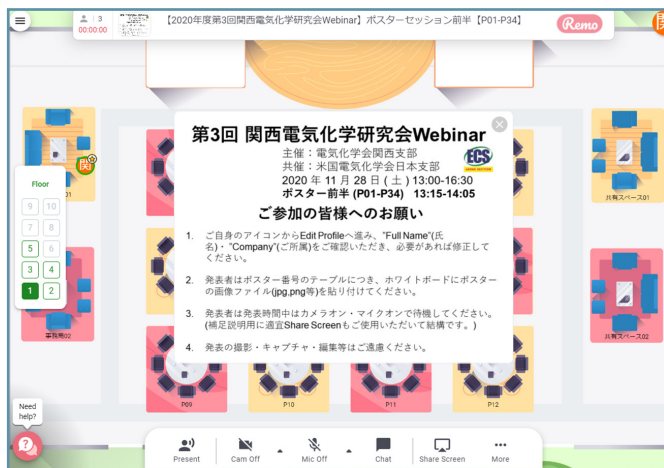 3
00:00:00
【2020年度第3回関西電気化学研究会Webinar】ポスターセッション前半【P01-P34】
Remo
関
関
01
共有スペース01
Floor
9 10
7 8
5 6
3 4
1 2
事務局02
共有スペース02
第3回 関西電気化学研究会Webinar
主催：電気化学会関西支部
共催：米国電気化学会日本支部
ECS
2020 年 11 月 28 日 ( 土 ) 13:00-16:30
ポスター前半 (P01-P34) 13:15-14:05
ご参加の皆様へのお願い
1. ご自身のアイコンからEdit Profileへ進み、"Full Name"(氏
名)・ "Company"(ご所属)をご確認いただき、必要があれば修正して
ください。
2. 発表者はポスター番号のテーブルにつき、ホワイトボードにポスター
の画像ファイル(jpg,png等)を貼り付けてください。
3. 発表者は発表時間中はカメラオン・マイクオンで待機してください。
(補足説明用に適宜Share Screenもご使用いただいて結構です。)
4. 発表の撮影・キャプチャ・編集等はご遠慮ください。
P09
P10
P11
P12
Need
help?
Present
Cam Off
Mic Off
Chat
Share Screen
More